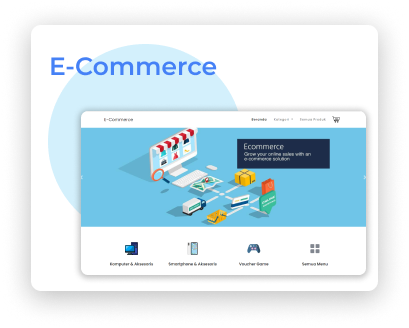 E-Commerce
E-Commerce
Beranda Kategori Semua Produk
Ecommerce
Grow your online sales with an
e-commerce solution
Komputer & Aksesoris Smartphone & Aksesoris Voucher Game Semua Menu